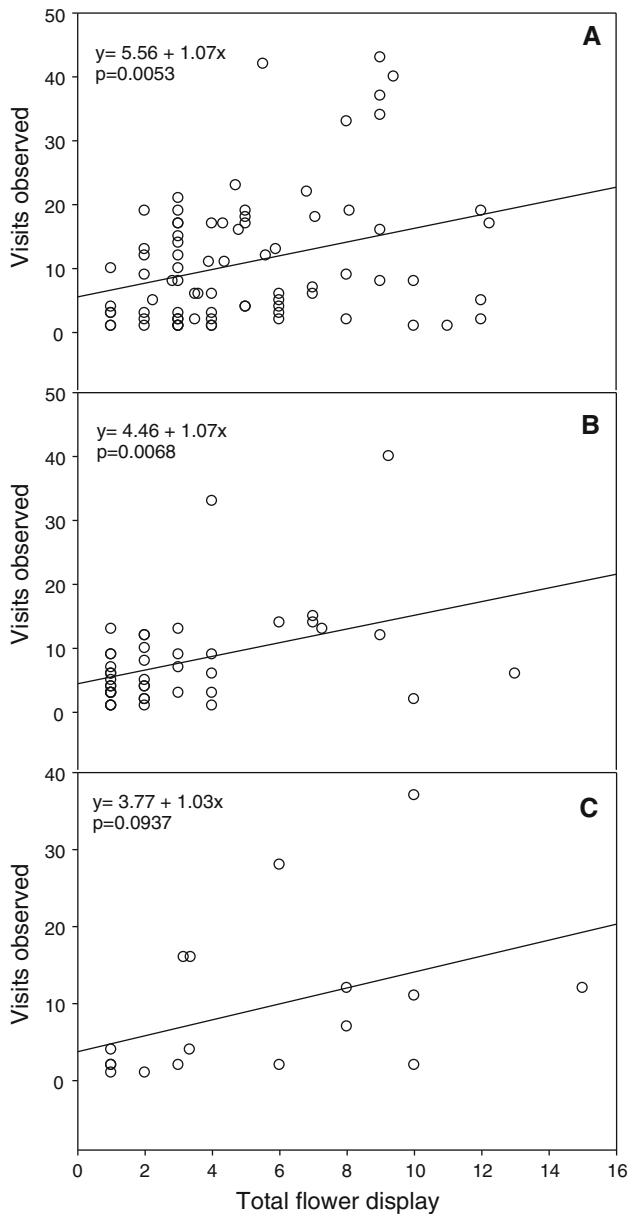 50
A
y= 5.56 + 1.07x
p=0.0053
40
30
20
10
0
Visits observed
50
B
y= 4.46 + 1.07x
p=0.0068
40
30
20
10
0
Visits observed
40
C
y= 3.77 + 1.03x
p=0.0937
30
20
10
0
Visits observed
0 2 4 6 8 10 12 14 16
Total flower display